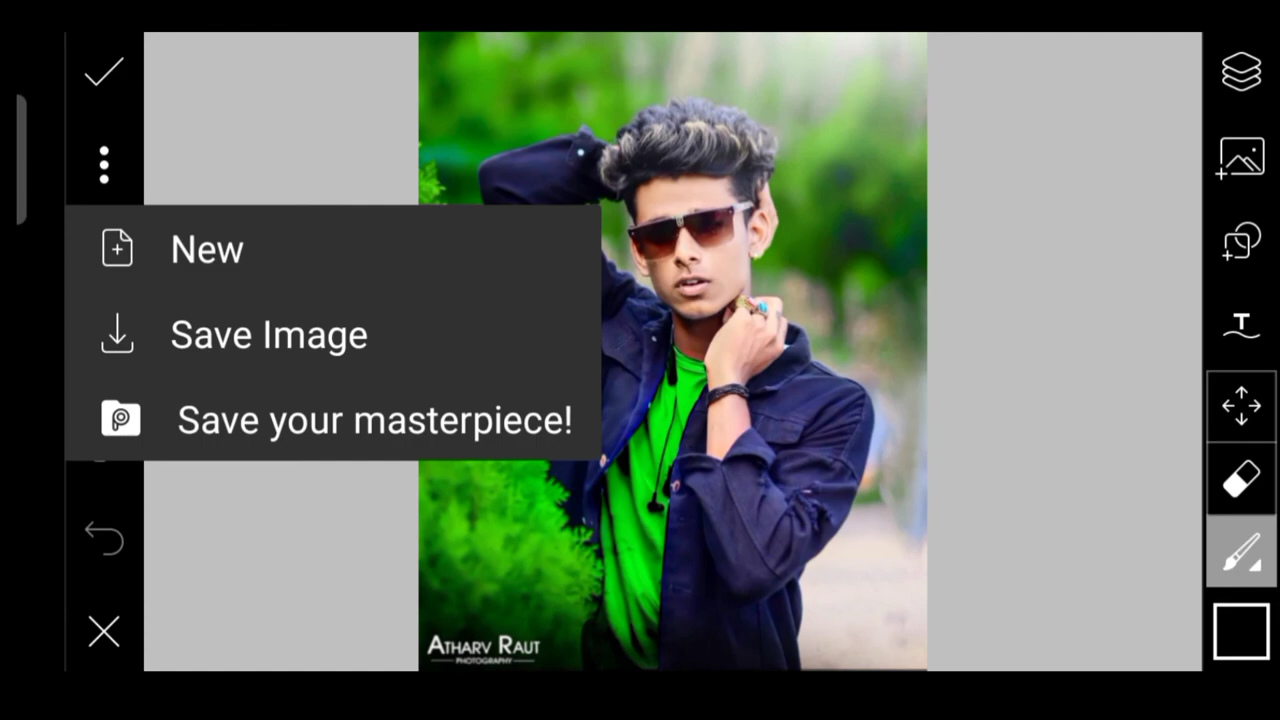 New
Save Image
Save your masterpiece!
T
ATHARV RAUT
PHOTOGRAPHY